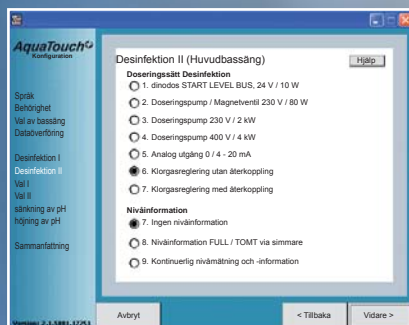 AquaTouch
Konfiguration
Språk
Behörighet
Val av bassäng
Dataöverföring
Desinfektion I
Desinfektion II
Val I
Val II
sänkning av pH
höjning av pH
Sammanfattning
Desinfektion II (Huvudbassäng)
Hjälp
Doseringssätt Desinfektion
1. dinodos START LEVEL BUS, 24 V / 10 W
2. Doseringspump / Magnetventil 230 V / 80 W
3. Doseringspump 230 V / 2 kW
4. Doseringspump 400 V / 4 kW
5. Analog utgång 0 / 4 - 20 mA
6. Klorgasreglering utan återkoppling
7. Klorgasreglering med återkoppling
Nivåinformation
7. Ingen nivåinformation
8. Nivåinformation FULL / TOMT via simmare
9. Kontinuerlig nivåmätning och -information
Avbryt
< Tillbaka
Vidare >